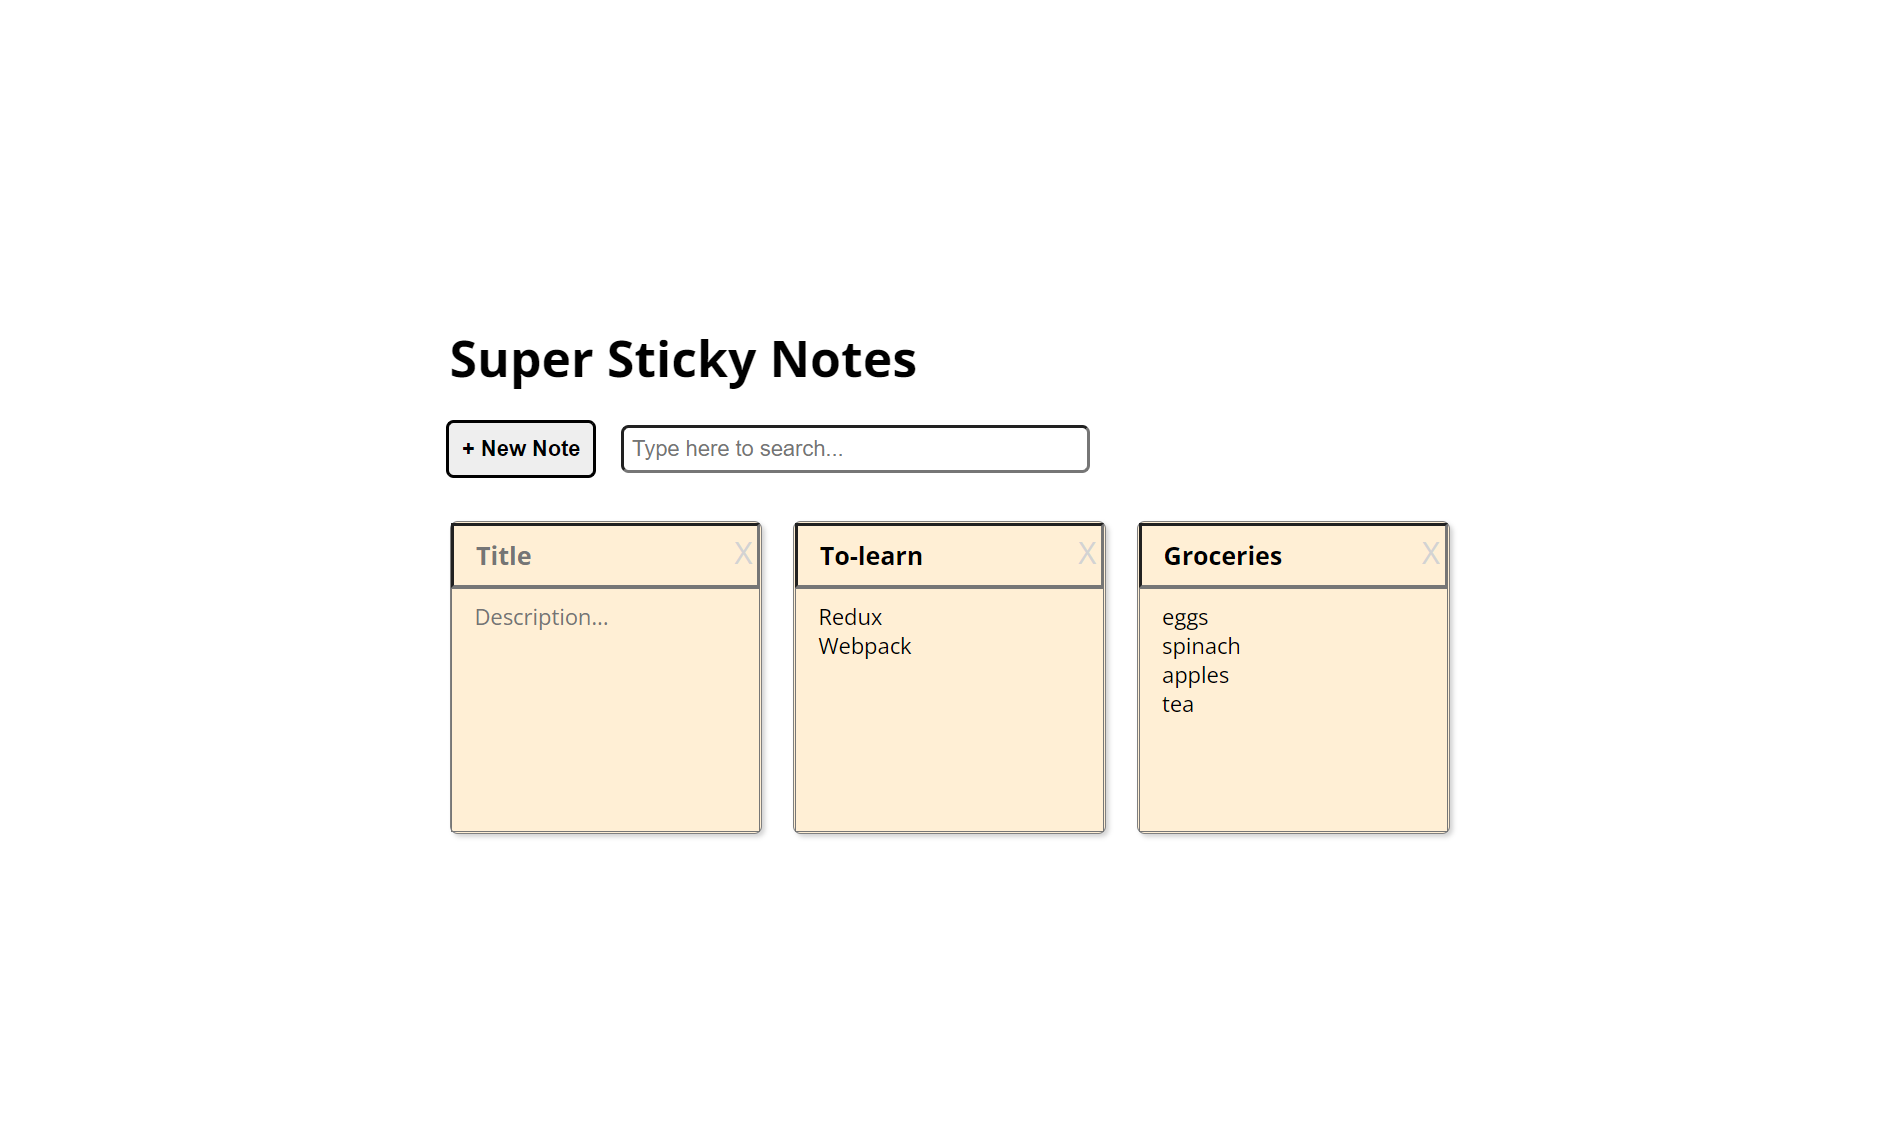 Super Sticky Notes
+ New Note
Type here to search...
Title
X
Description...
To-learn
X
Redux
Webpack
Groceries
X
eggs
spinach
apples
tea